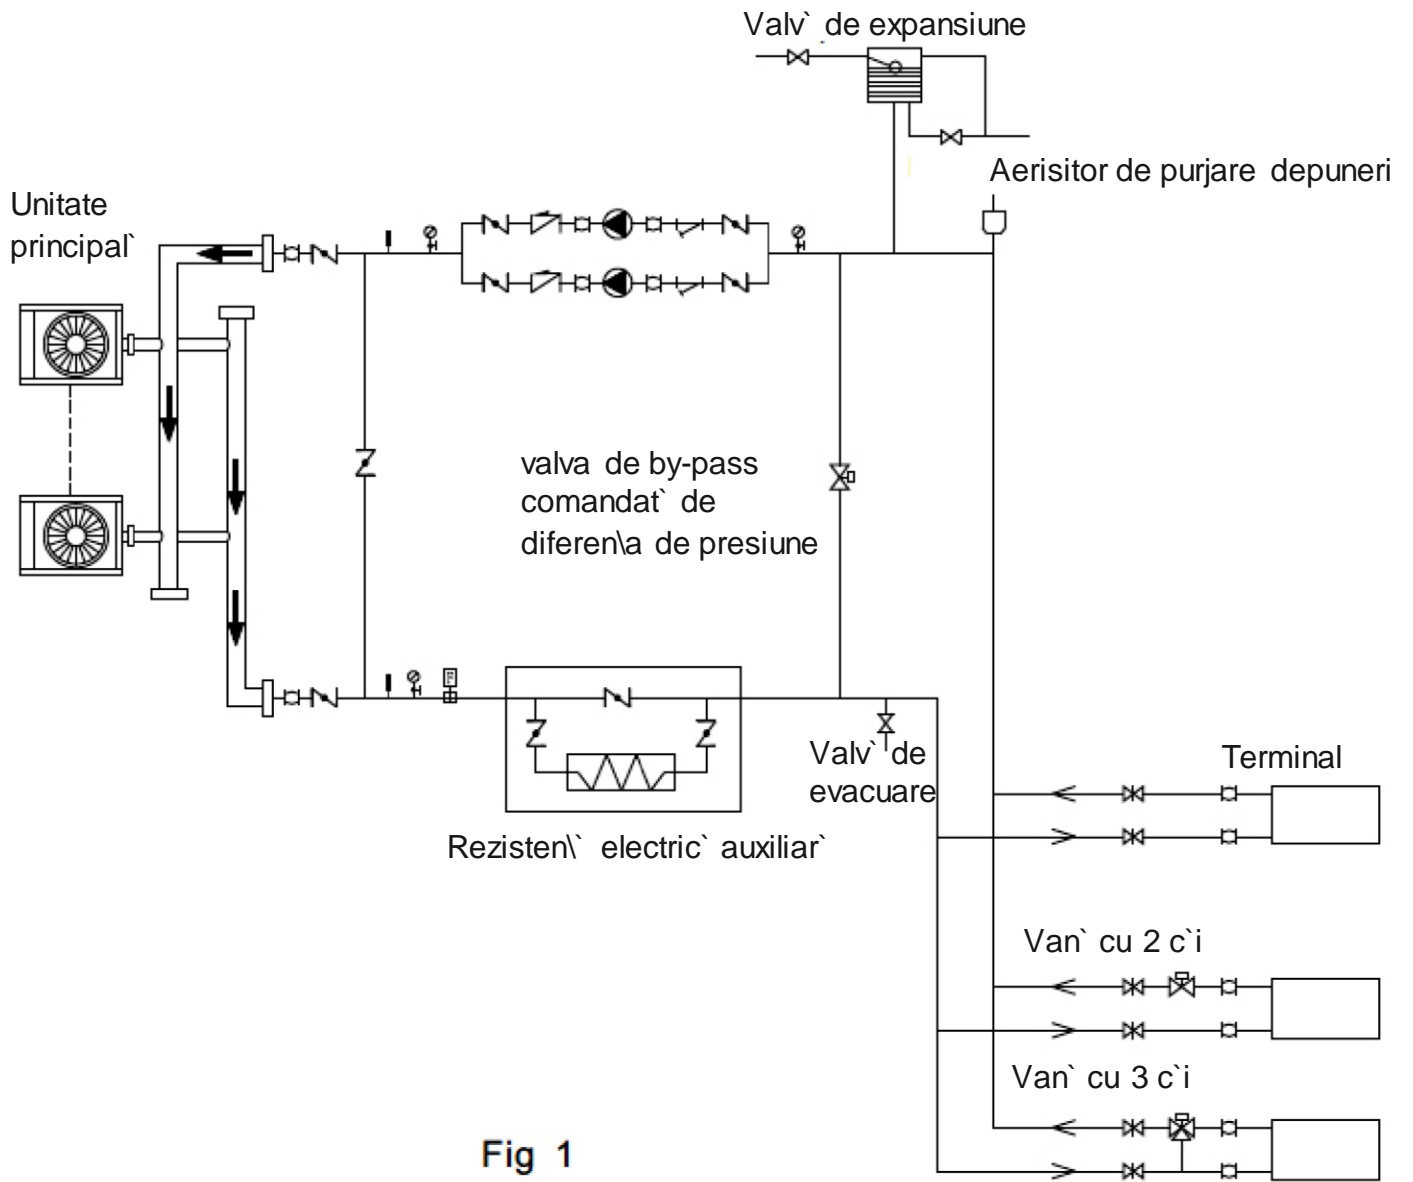 Valv` de expansiune
Aerisitor de purjare depuneri
Unitate
principal`
valva de by-pass
comandat` de
diferen\a de presiune
Valv` de
evacuare
Terminal
Rezisten\` electric` auxiliar`
Van` cu 2 c`i
Van` cu 3 c`i
Fig 1